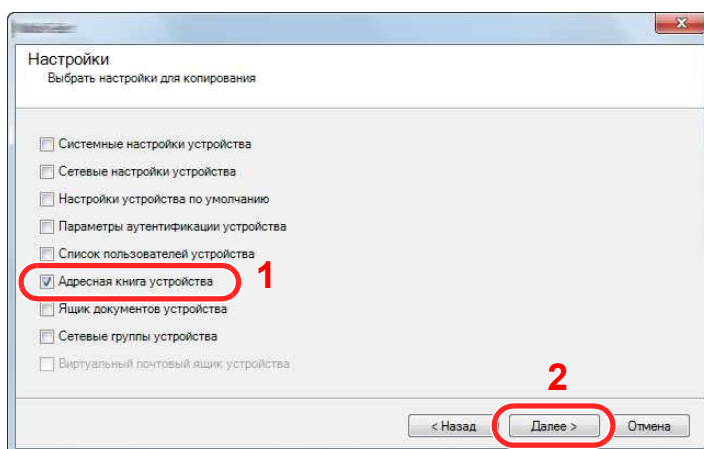 Настройки
Выбрать настройки для копирования
Системные настройки устройства
Сетевые настройки устройства
Настройки устройства по умолчанию
Параметры аутентификации устройства
Список пользователей устройства
Адресная книга устройства 1
Ящик документов устройства
Сетевые группы устройства
Виртуальный почтовый ящик устройства
2
< Назад Далее > Отмена